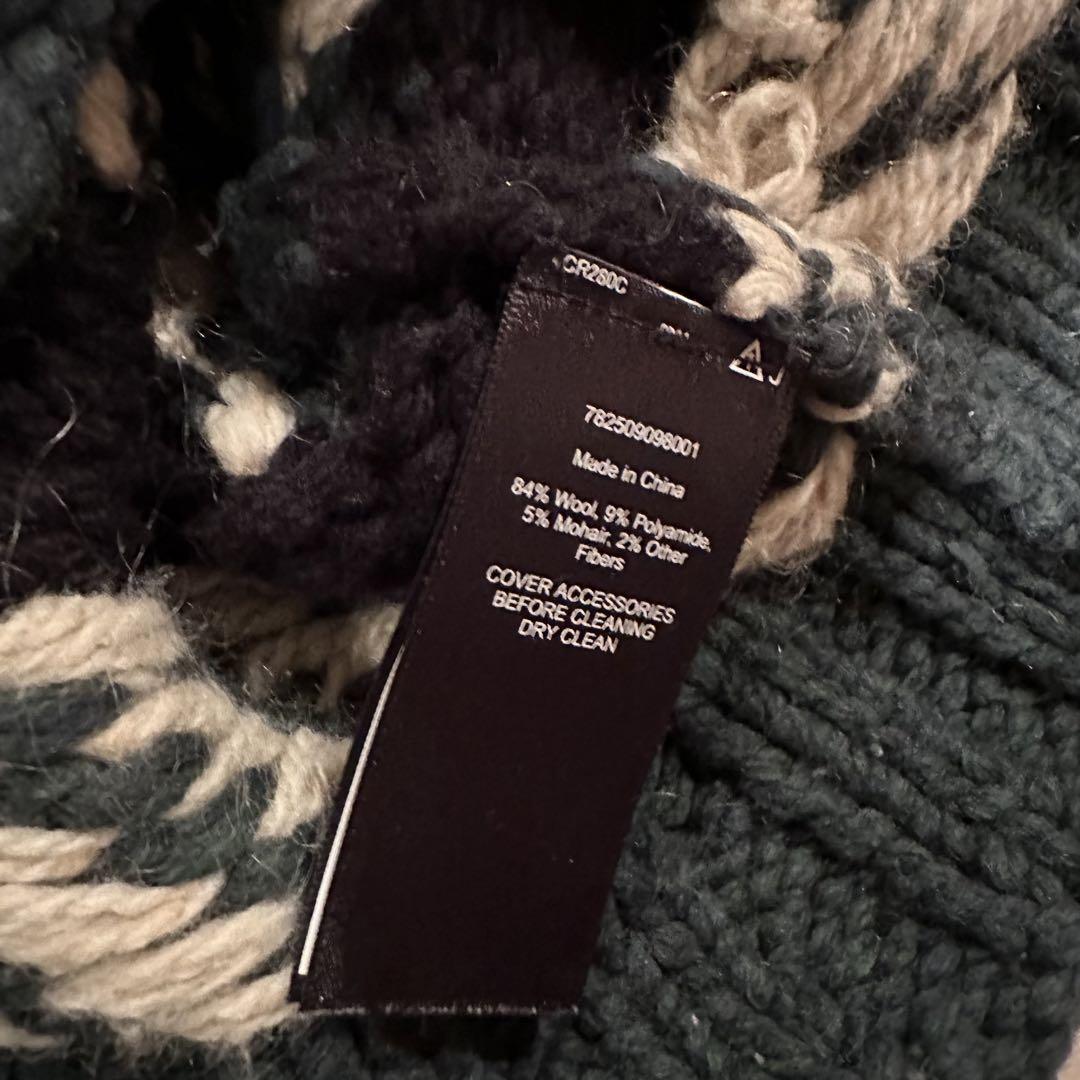 CR280C
782509098001
Made in China
84% Wool, 9% Polyamide,
5% Mohair, 2% Other
Fibers
COVER ACCESSORIES
BEFORE CLEANING
DRY CLEAN